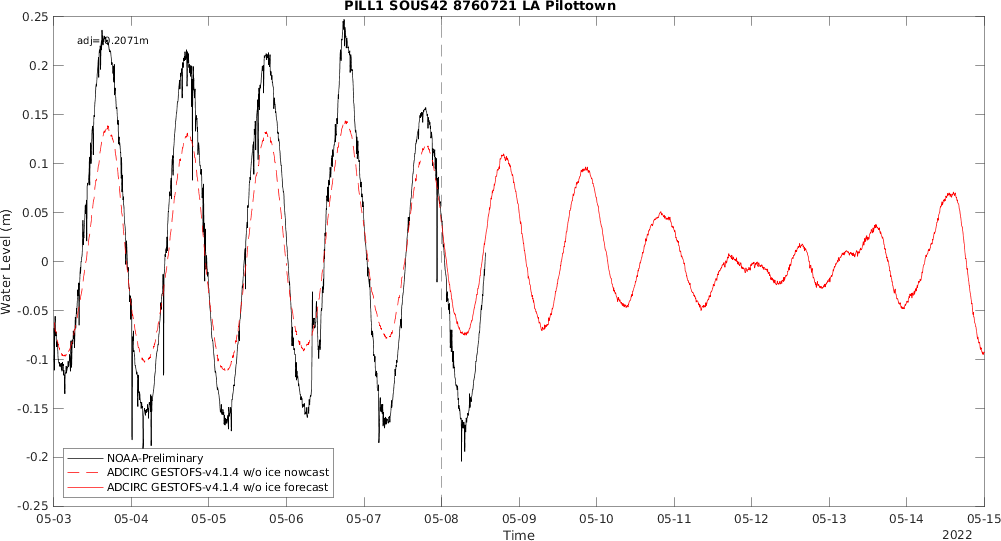 PILL1 SOUS42 8760721 LA Pilottown
adj=-0.2071m
Water Level (m)
0.25
0.2
0.15
0.1
0.05
0
-0.05
-0.1
-0.15
-0.2
-0.25
NOAA-Preliminary
ADCIRC GESTOFS-v4.1.4 w/o ice nowcast
ADCIRC GESTOFS-v4.1.4 w/o ice forecast
05-03 05-04 05-05 05-06 05-07 05-08 05-09 05-10 05-11 05-12 05-13 05-14 05-15
Time
2022